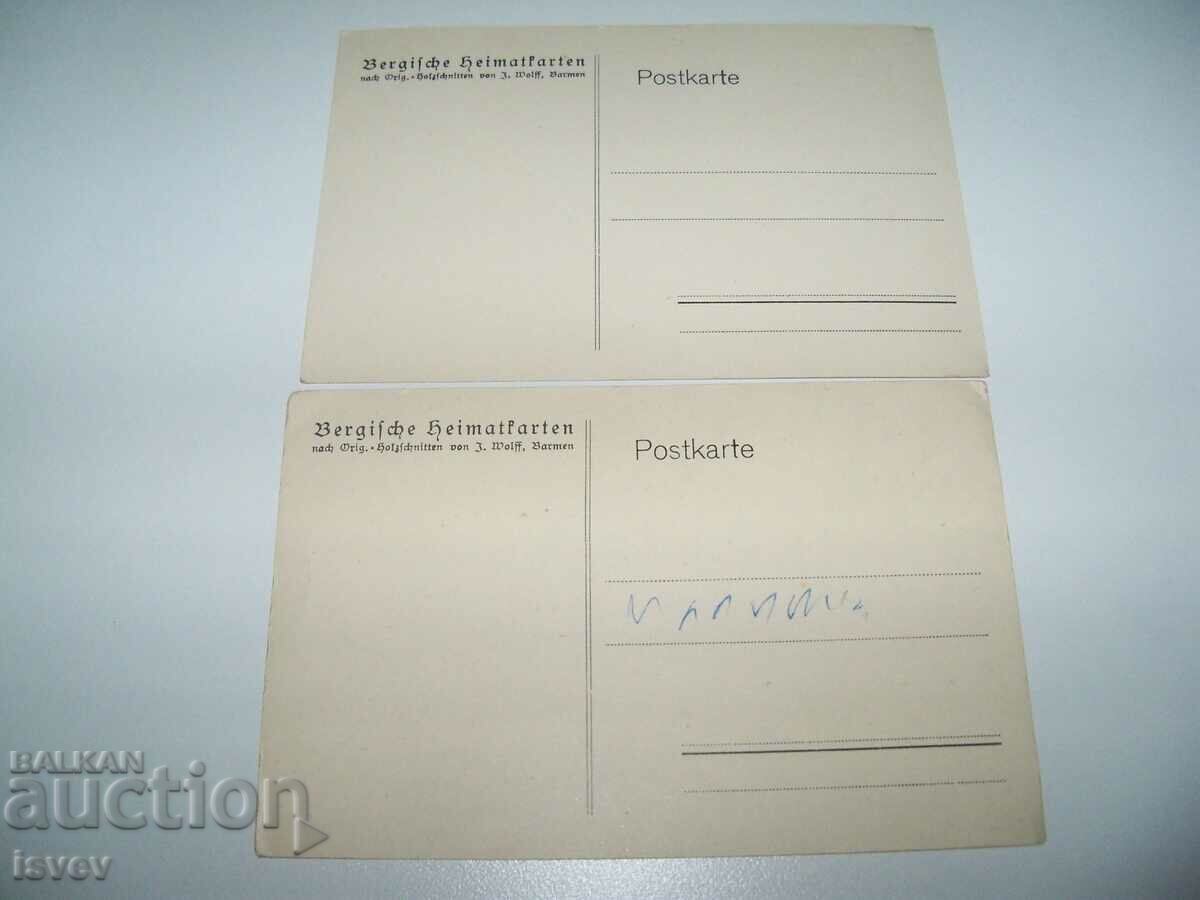 Bergische Heimatkarten
nach Orig.-Holzschnitten von J. Wolff, Barmen
Postkarte
Bergische Heimatkarten
nach Orig.-Holzschnitten von J. Wolff, Barmen
Postkarte
BALKAN
auction
isvev